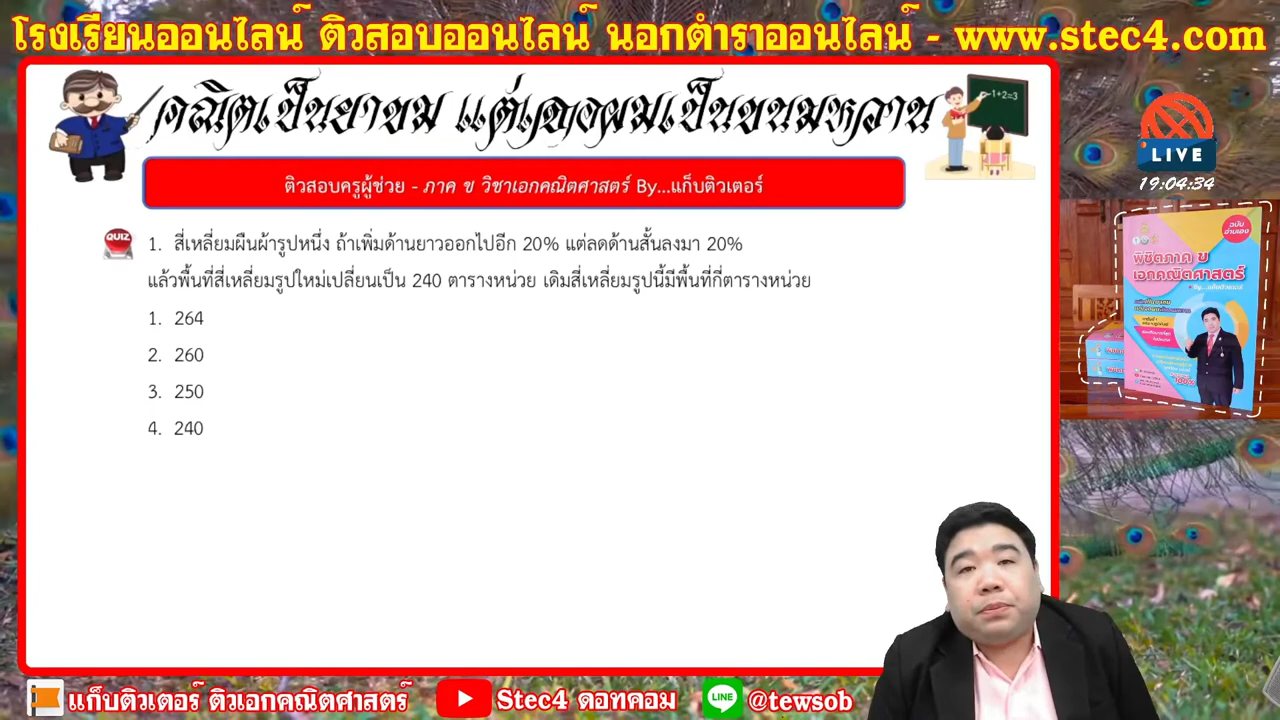 โรงเรียนออนไลน์ ติวสอบออนไลน์ นอกตำราออนไลน์ - www.stec4.com
คณิตเป็นยาขม แต่เจอผมเป็นขนมหวาน
-1+2=3
LIVE
19:04:34
ติวสอบครูผู้ช่วย - ภาค ข วิชาเอกคณิตศาสตร์ By...แก็บติวเตอร์
QUIZ
1. สี่เหลี่ยมผืนผ้ารูปหนึ่ง ถ้าเพิ่มด้านยาวออกไปอีก 20% แต่ลดด้านสั้นลงมา 20%
แล้วพื้นที่สี่เหลี่ยมรูปใหม่เปลี่ยนเป็น 240 ตารางหน่วย เดิมสี่เหลี่ยมรูปนี้มีพื้นที่กี่ตารางหน่วย
1. 264
2. 260
3. 250
4. 240
ฉบับ
อ่านเอง
พิชิตภาค ข
เอกคณิตศาสตร์
แก็บติวเตอร์ ติวเอกคณิตศาสตร์
Stec4 ดอทคอม
LINE
@tewsob